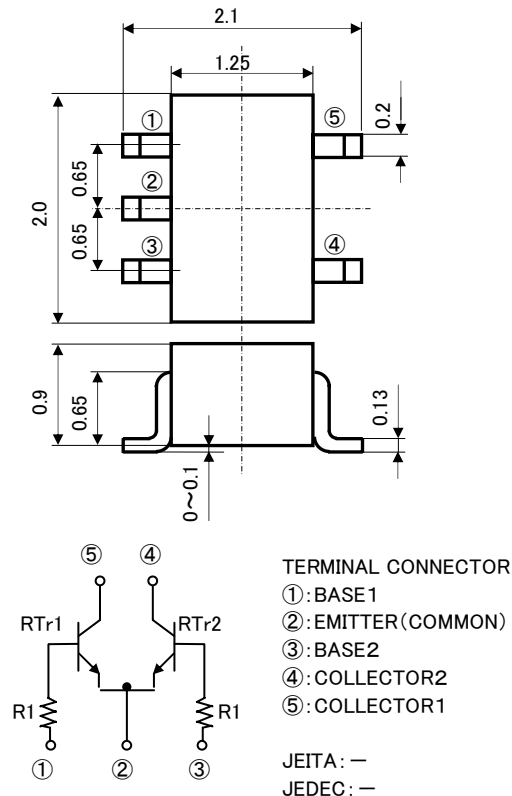 2.1
1.25
①
⑤
0.2
②
0.65
2.0
③
0.65
④
0.9
0.65
0.13
0～0.1
⑤ ④
RTr1 RTr2
R1 R1
① ② ③
TERMINAL CONNECTOR
①:BASE1
②:EMITTER(COMMON)
③:BASE2
④:COLLECTOR2
⑤:COLLECTOR1
JEITA:－
JEDEC:－